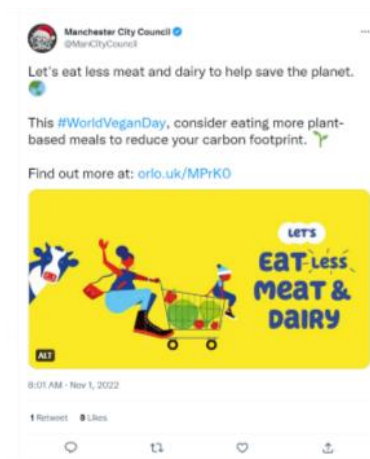 Manchester City Council
@ManCityCouncil
Let's eat less meat and dairy to help save the planet.
This #WorldVeganDay, consider eating more plant-
based meals to reduce your carbon footprint.
Find out more at: orlo.uk/MPrK0
LET'S
EAT LESS
MEAT &
DAIRY
ALT
8:01 AM · Nov 1, 2022
1 Retweet 8 Likes